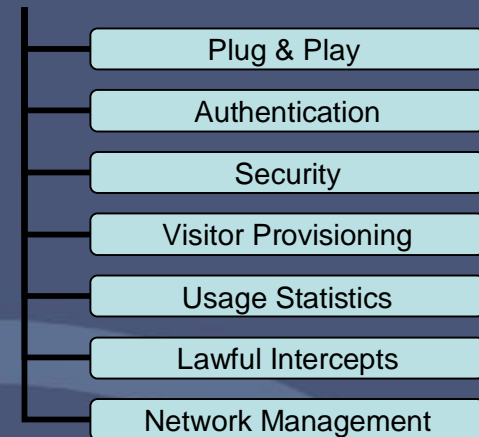 Plug & Play
Authentication
Security
Visitor Provisioning
Usage Statistics
Lawful Intercepts
Network Management